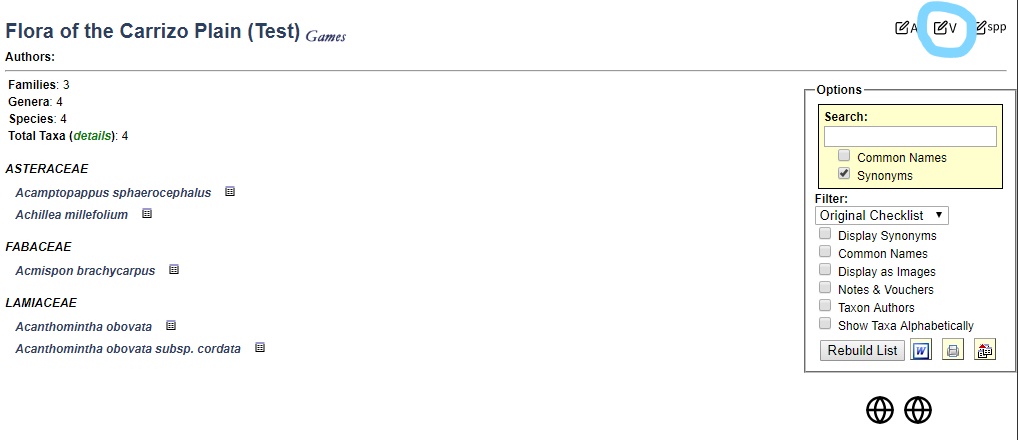 Flora of the Carrizo Plain (Test) Games
A V spp
Authors:
Families: 3
Genera: 4
Species: 4
Total Taxa (details): 4
ASTERACEAE
Acamptopappus sphaerocephalus
Achillea millefolium
FABACEAE
Acmispon brachycarpus
LAMIACEAE
Acanthomintha obovata
Acanthomintha obovata subsp. cordata
Options
Search:
Common Names
Synonyms
Filter:
Original Checklist
Display Synonyms
Common Names
Display as Images
Notes & Vouchers
Taxon Authors
Show Taxa Alphabetically
Rebuild List W